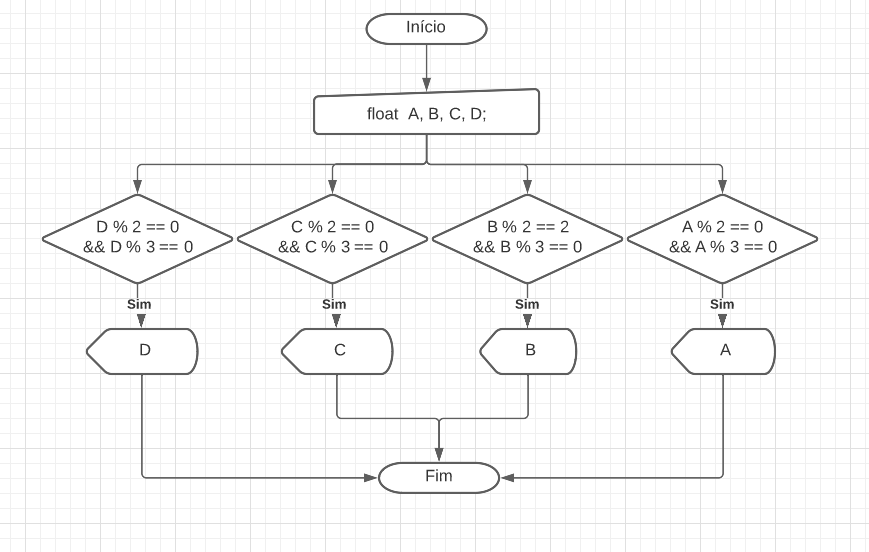 Início
float  A, B, C, D;
D % 2 == 0
&& D % 3 == 0
C % 2 == 0
&& C % 3 == 0
B % 2 == 2
&& B % 3 == 0
A % 2 == 0
&& A % 3 == 0
Sim
Sim
Sim
Sim
D
C
B
A
Fim